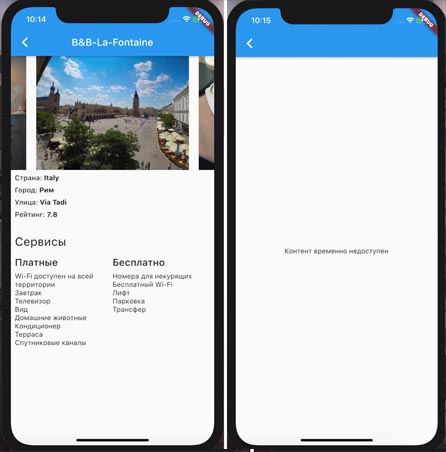 10:14
DEBUG
B&B-La-Fontaine
Страна: Italy
Город: Рим
Улица: Via Tadi
Рейтинг: 7.8
Сервисы
Платные
Wi-Fi доступен на всей
территории
Завтрак
Телевизор
Вид
Домашние животные
Кондиционер
Терраса
Спутниковые каналы
Бесплатно
Номера для некурящих
Бесплатный Wi-Fi
Лифт
Парковка
Трансфер
10:15
DEBUG
Контент временно недоступен